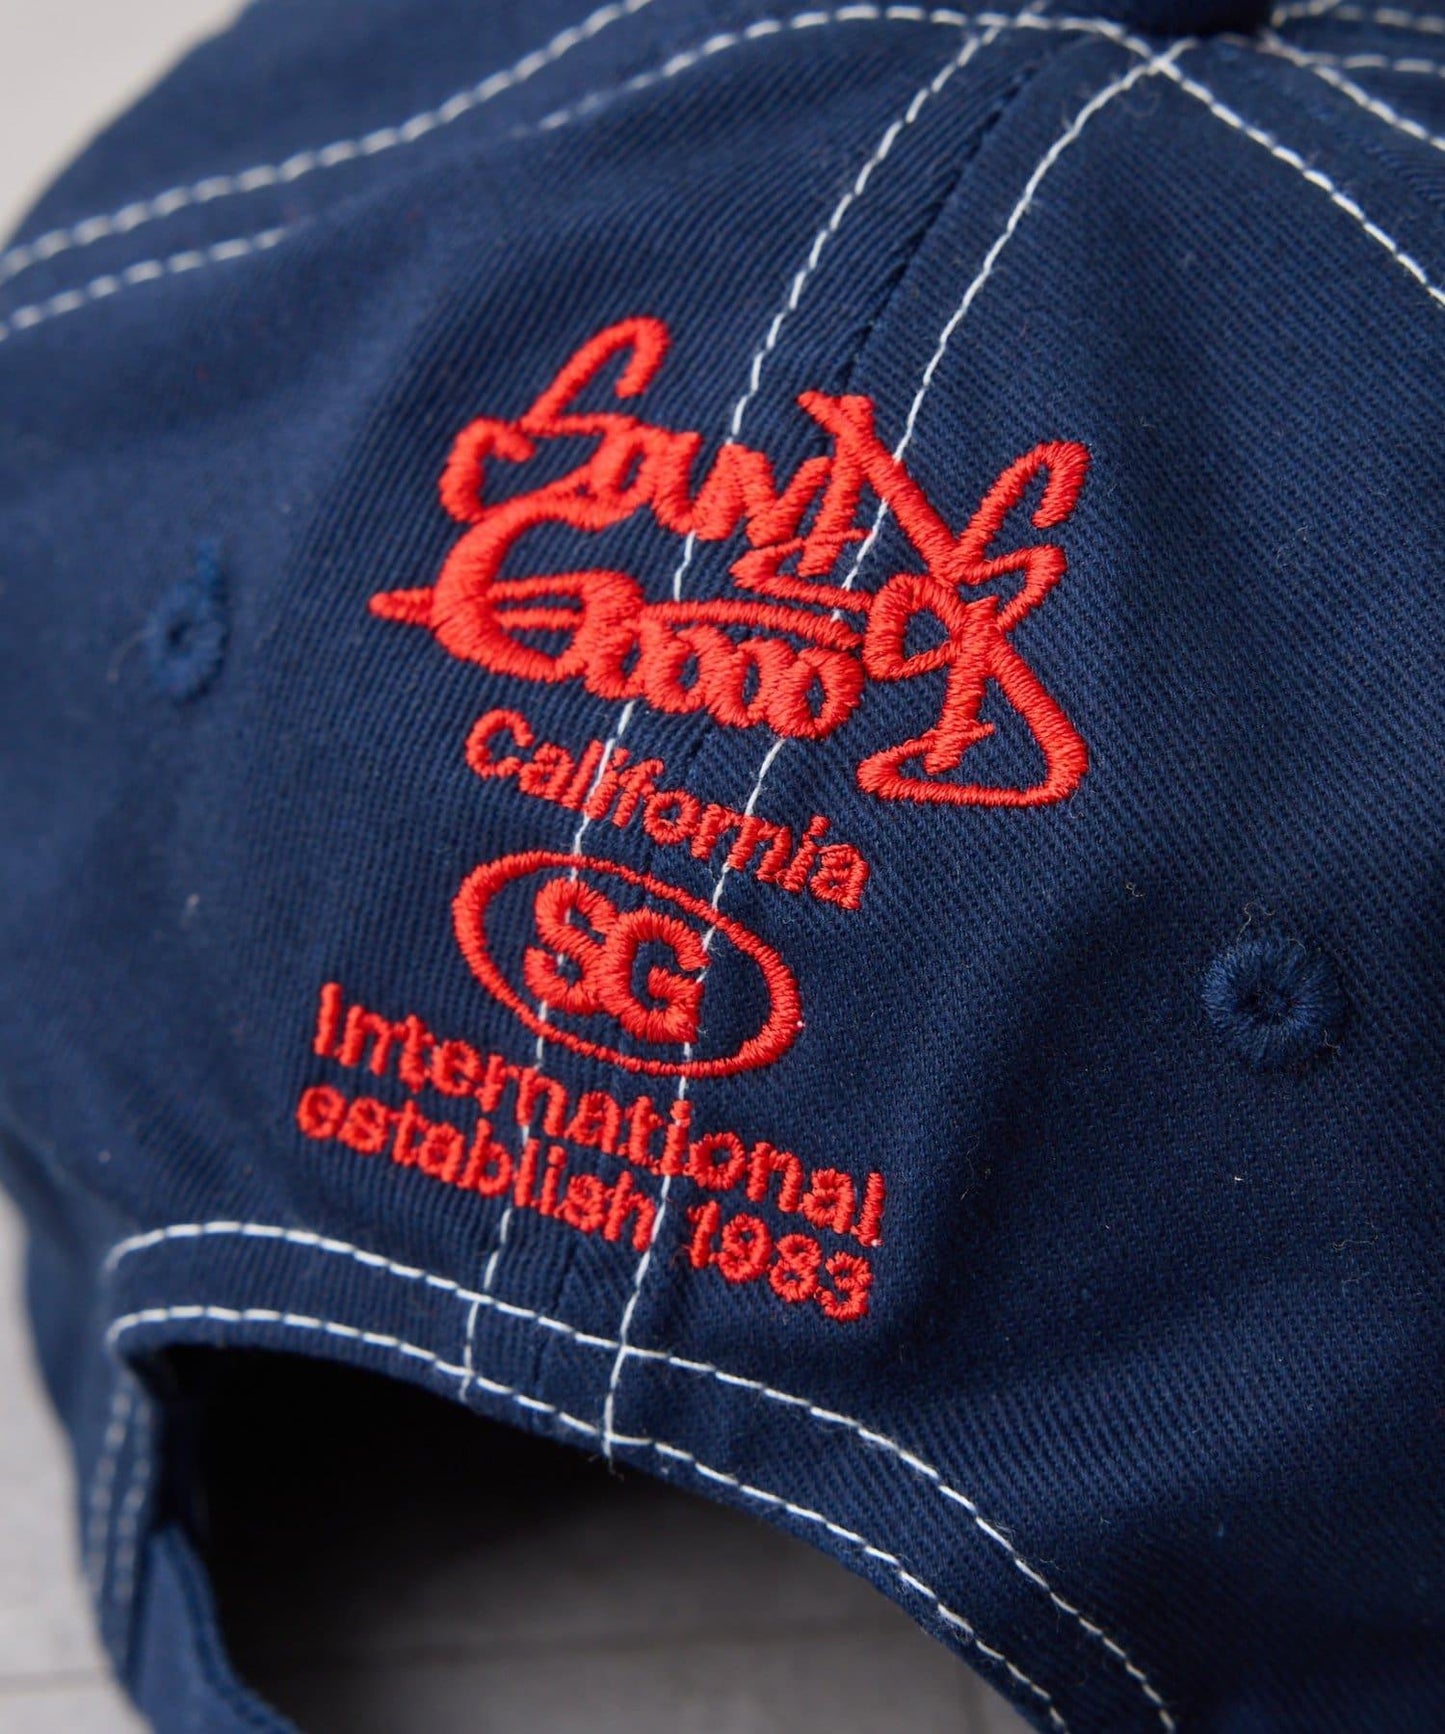 California
SG
International
establish 1983